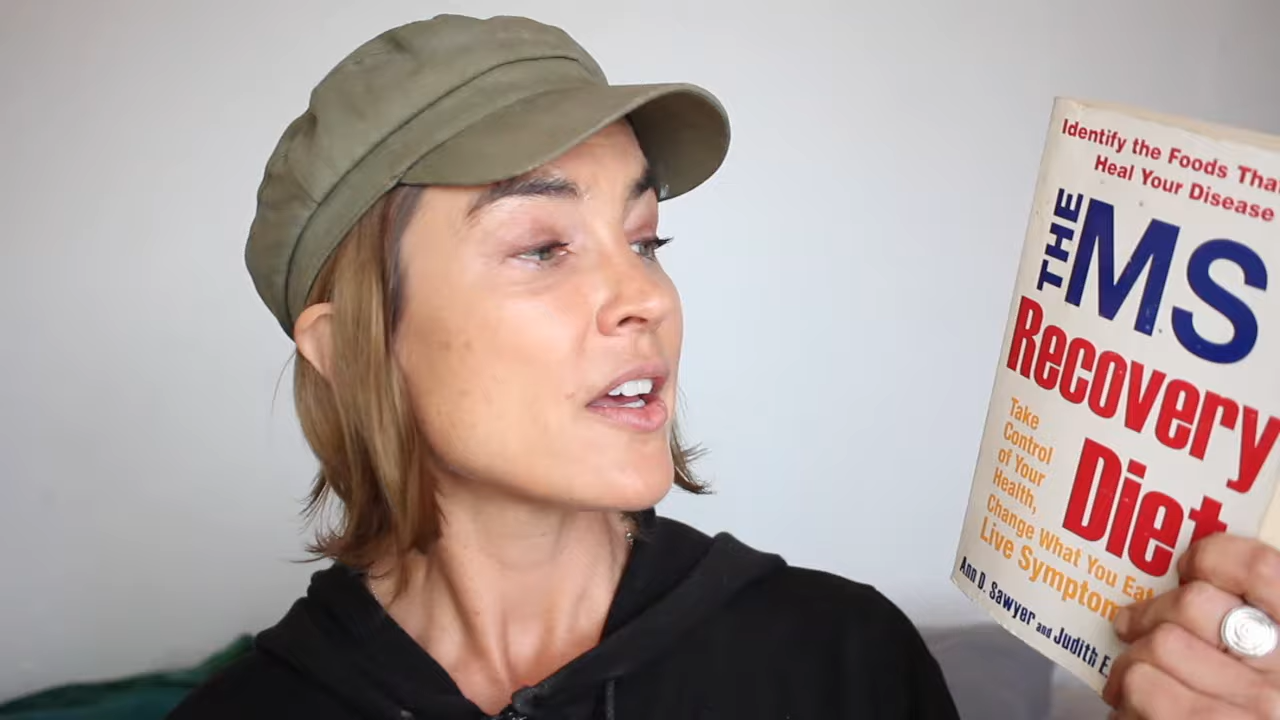 Identify the Foods That
Heal Your Disease
THE MS
Recovery
Diet
Take
Control
of Your
Health,
Change What You Eat
Live Symptom
Ann D. Sawyer and Judith E.